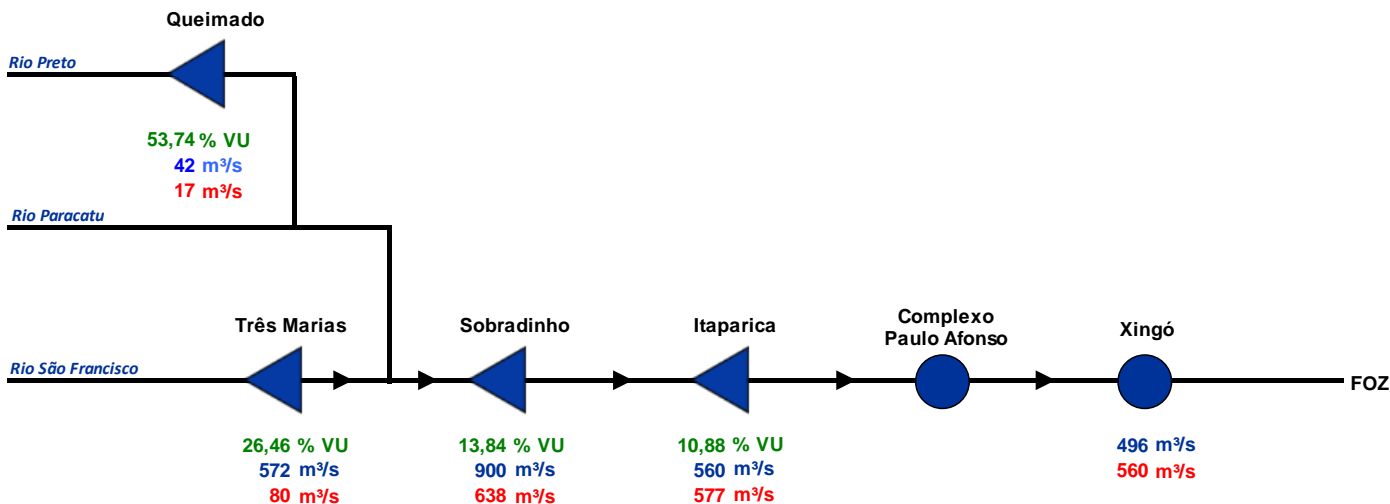 Queimado
Rio Preto
53,74 % VU
42 m³/s
17 m³/s
Rio Paracatu
Três Marias
Sobradinho
Itaparica
Complexo
Paulo Afonso
Xingó
Rio São Francisco
FOZ
26,46 % VU
572 m³/s
80 m³/s
13,84 % VU
900 m³/s
638 m³/s
10,88 % VU
560 m³/s
577 m³/s
496 m³/s
560 m³/s